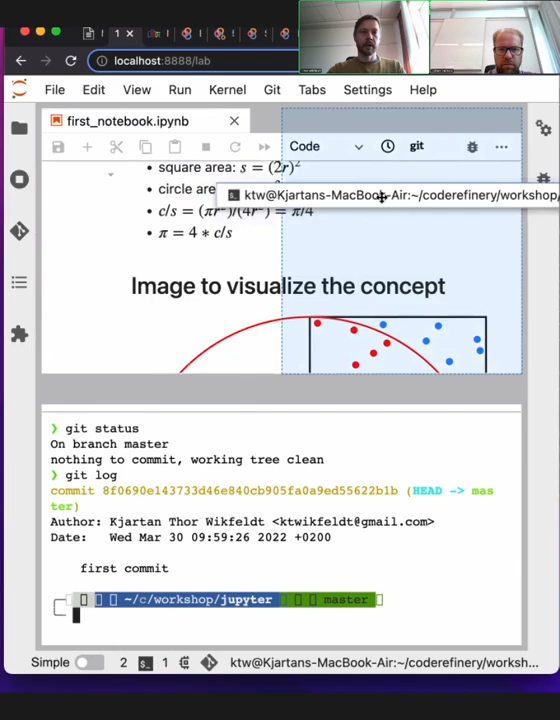 1
localhost:8888/lab
File Edit View Run Kernel Git Tabs Settings Help
first_notebook.ipynb
Code git
square area: s = (2r)²
circle are
ktw@Kjartans-MacBook-Air:~/coderefinery/workshop/
c/s = (πr²)/(4r²) = π/4
π = 4 * c/s
Image to visualize the concept
❯ git status
On branch master
nothing to commit, working tree clean
❯ git log
commit 8f0690e143733d46e840cb905fa0a9ed55622b1b (HEAD -> mas
ter)
Author: Kjartan Thor Wikfeldt <ktwikfeldt@gmail.com>
Date: Wed Mar 30 09:59:26 2022 +0200
first commit
~/c/workshop/jupyter master
Simple 2 1 ktw@Kjartans-MacBook-Air:~/coderefinery/worksh...